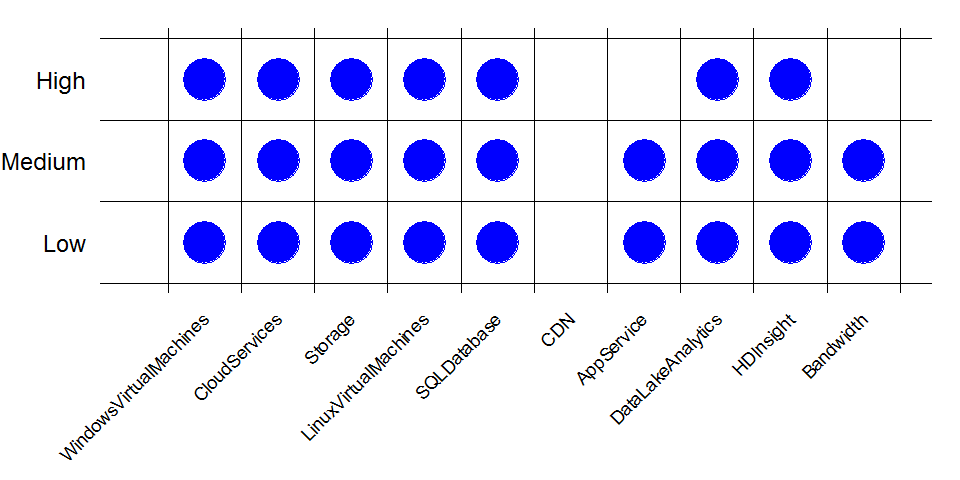 High
Medium
Low
WindowsVirtualMachines
CloudServices
Storage
LinuxVirtualMachines
SQLDatabase
CDN
AppService
DataLakeAnalytics
HDInsight
Bandwidth